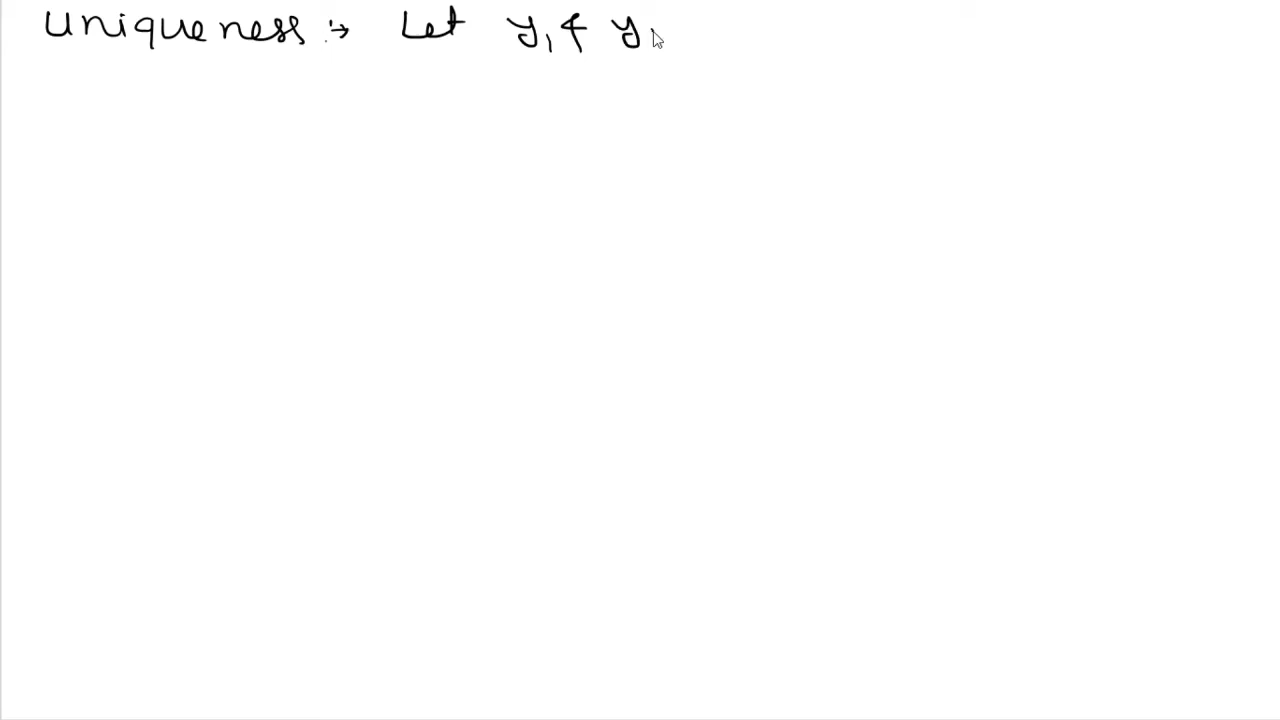 Uniqueness :→ Let y₁ & y